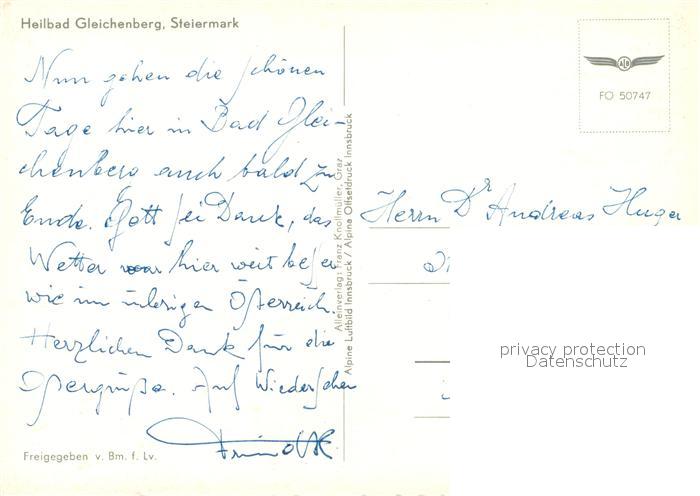 Heilbad Gleichenberg, Steiermark
Nun gehen die schönen
Tage hier in Bad Glei-
chenberg auch bald zu
Ende. Gott sei Dank, das
Wetter war hier weit besser
wie im übrigen Österreich.
Herzlichen Dank für die
Ostergrüße. Auf Wiedersehen
Freigegeben v. Bm. f. Lv.
Alleinverlag: Franz Knollmüller, Graz
Alpine Luftbild Innsbruck / Alpine Offsetdruck Innsbruck
FO 50747
Herrn Dr Andreas Huger
privacy protection
Datenschutz